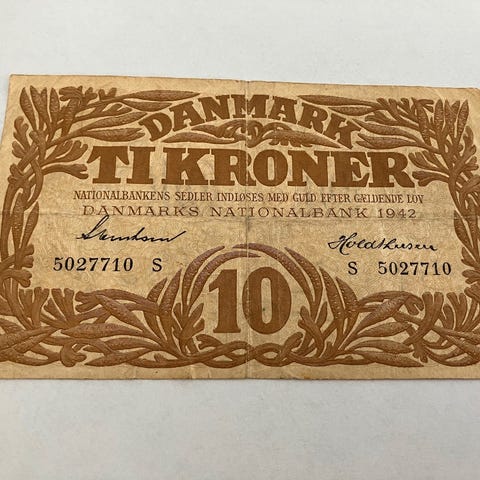 DANMARK
TI KRONER
NATIONALBANKENS SEDLER INDLØSES MED GULD EFTER GÆLDENDE LOV
DANMARKS NATIONALBANK 1942
5027710 S S 5027710
10